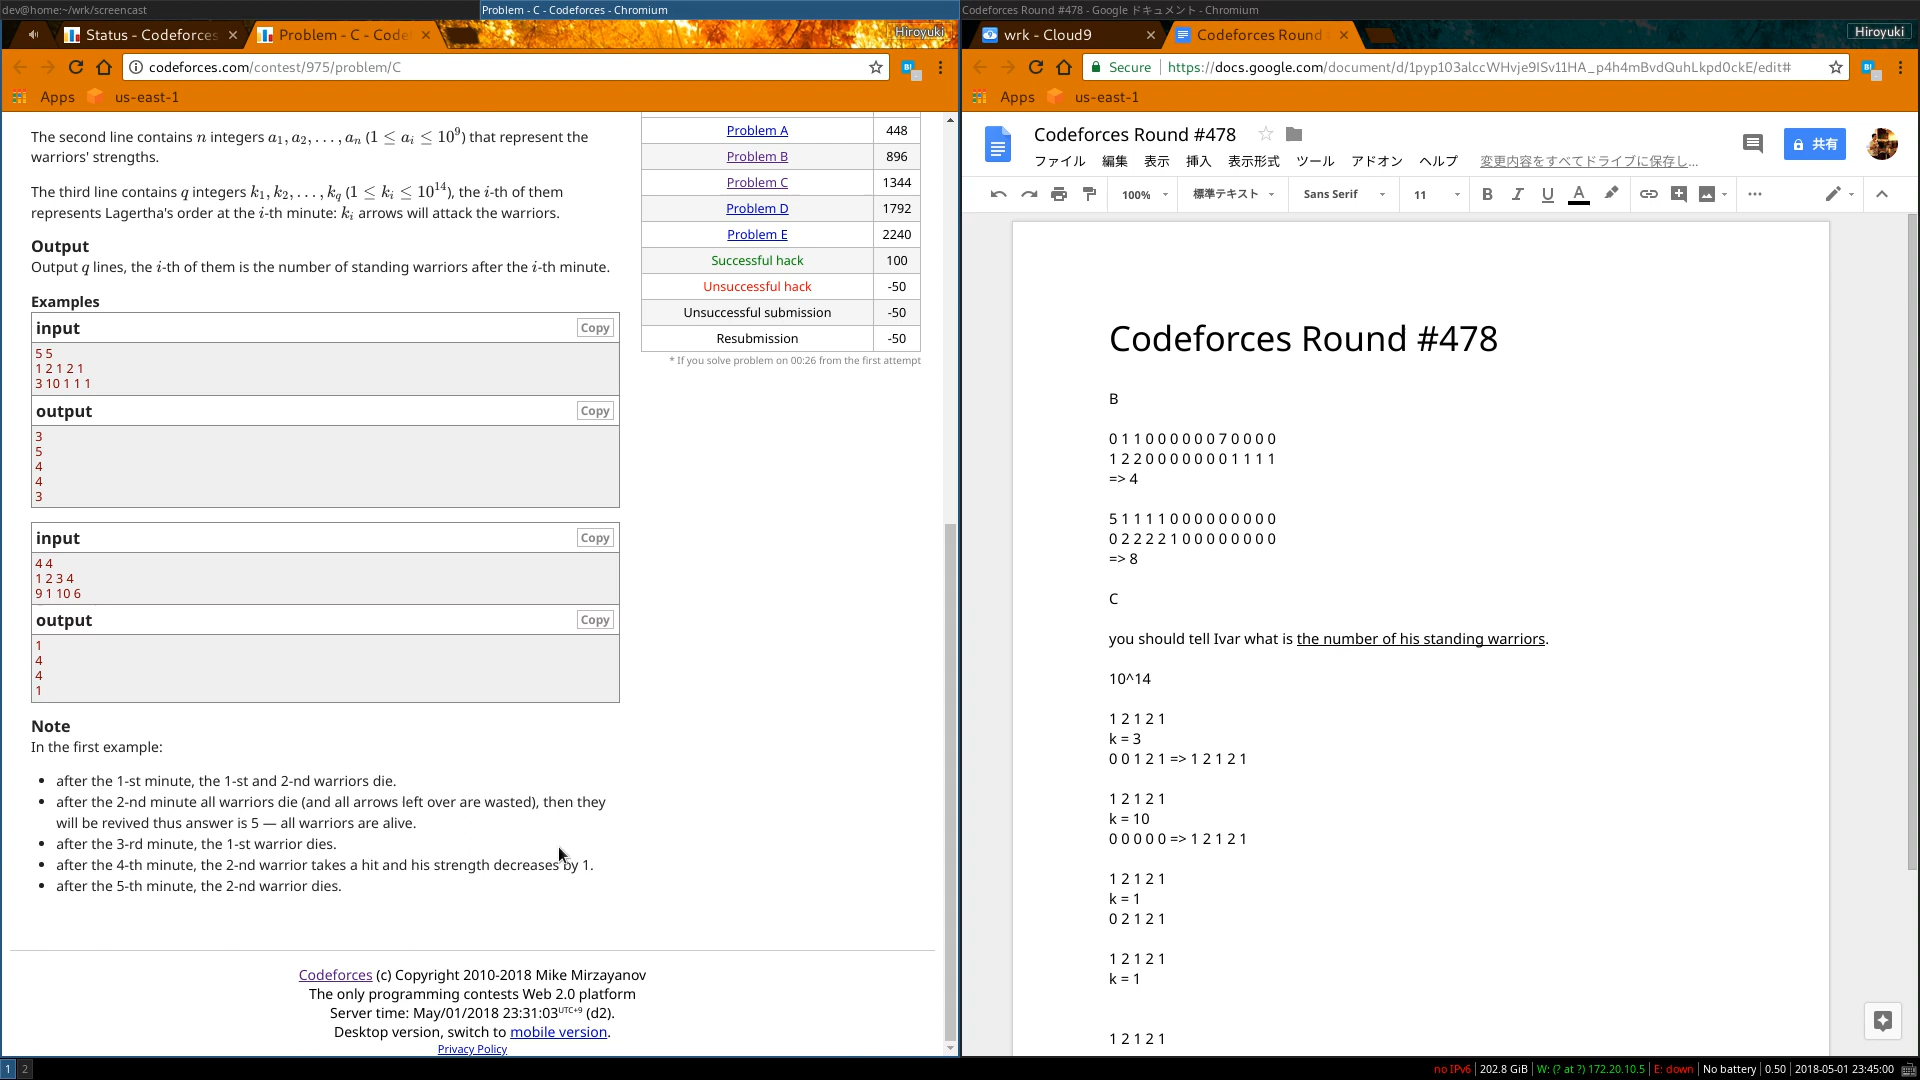 dev@home:~/wrk/screencast
Problem - C - Codeforces - Chromium
Codeforces Round #478 - Google ドキュメント - Chromium
Status - Codeforces
Problem - C - Codef
Hiroyuki
codeforces.com/contest/975/problem/C
Apps
us-east-1
The second line contains n integers a1, a2, …, an (1 ≤ ai ≤ 10^9) that represent the
warriors' strengths.
The third line contains q integers k1, k2, …, kq (1 ≤ ki ≤ 10^14), the i-th of them
represents Lagertha's order at the i-th minute: ki arrows will attack the warriors.
Output
Output q lines, the i-th of them is the number of standing warriors after the i-th minute.
Examples
input
Copy
5 5
1 2 1 2 1
3 10 1 1 1
output
Copy
3
5
4
4
3
input
Copy
4 4
1 2 3 4
9 1 10 6
output
Copy
1
4
4
1
Note
In the first example:
• after the 1-st minute, the 1-st and 2-nd warriors die.
• after the 2-nd minute all warriors die (and all arrows left over are wasted), then they
will be revived thus answer is 5 — all warriors are alive.
• after the 3-rd minute, the 1-st warrior dies.
• after the 4-th minute, the 2-nd warrior takes a hit and his strength decreases by 1.
• after the 5-th minute, the 2-nd warrior dies.
Problem A 448
Problem B 896
Problem C 1344
Problem D 1792
Problem E 2240
Successful hack 100
Unsuccessful hack -50
Unsuccessful submission -50
Resubmission -50
* If you solve problem on 00:26 from the first attempt
Codeforces (c) Copyright 2010-2018 Mike Mirzayanov
The only programming contests Web 2.0 platform
Server time: May/01/2018 23:31:03 UTC+9 (d2).
Desktop version, switch to mobile version.
Privacy Policy
wrk - Cloud9
Codeforces Round
Hiroyuki
Secure
https://docs.google.com/document/d/1pyp103alccWHvje9ISv11HA_p4h4mBvdQuhLkpd0ckE/edit#
Apps
us-east-1
Codeforces Round #478
ファイル 編集 表示 挿入 表示形式 ツール アドオン ヘルプ 変更内容をすべてドライブに保存し...
共有
100% 標準テキスト Sans Serif 11 B I U A
Codeforces Round #478
B
0 1 1 0 0 0 0 0 0 7 0 0 0 0
1 2 2 0 0 0 0 0 0 0 1 1 1 1
=> 4
5 1 1 1 1 0 0 0 0 0 0 0 0 0
0 2 2 2 2 1 0 0 0 0 0 0 0 0
=> 8
C
you should tell Ivar what is the number of his standing warriors.
10^14
1 2 1 2 1
k = 3
0 0 1 2 1 => 1 2 1 2 1
1 2 1 2 1
k = 10
0 0 0 0 0 => 1 2 1 2 1
1 2 1 2 1
k = 1
0 2 1 2 1
1 2 1 2 1
k = 1
1 2 1 2 1
1
2
no IPv6 | 202.8 GiB | W: (? at ?) 172.20.10.5 | E: down | No battery | 0.50 | 2018-05-01 23:45:00